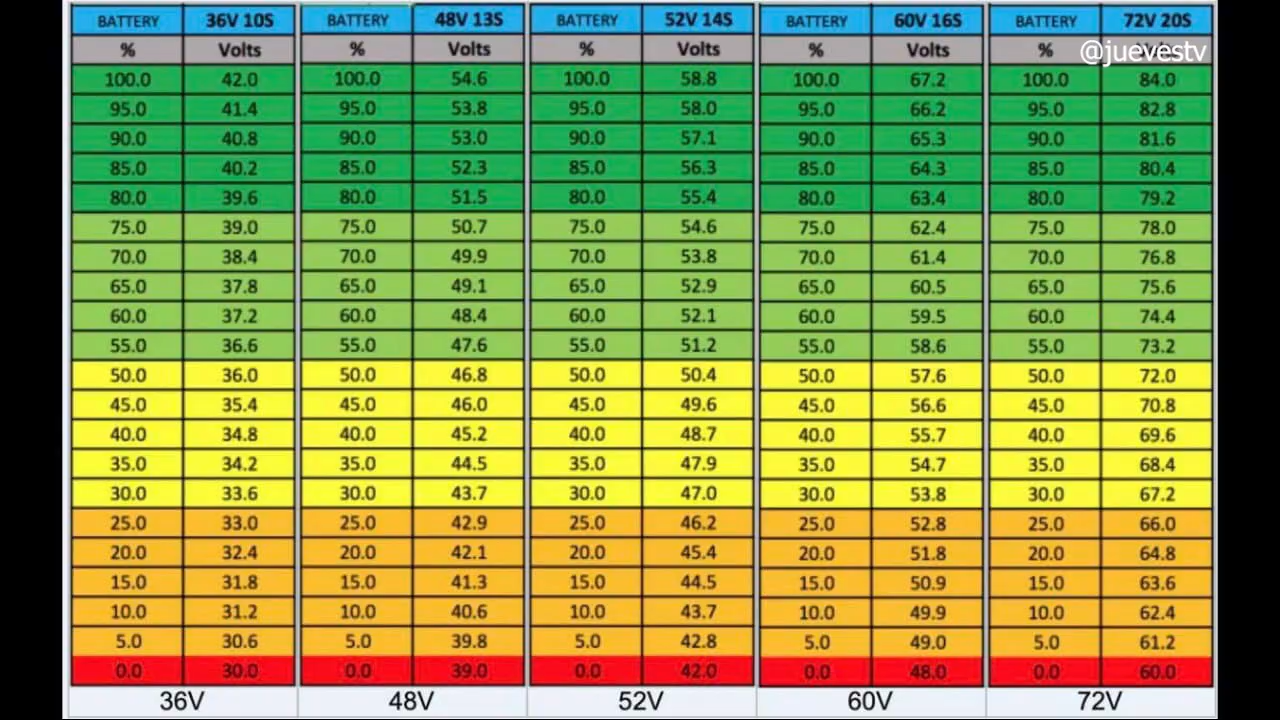 BATTERY 36V 10S BATTERY 48V 13S BATTERY 52V 14S BATTERY 60V 16S BATTERY 72V 20S
% Volts % Volts % Volts % Volts % Volts
@juevestv
100.0 42.0 100.0 54.6 100.0 58.8 100.0 67.2 100.0 84.0
95.0 41.4 95.0 53.8 95.0 58.0 95.0 66.2 95.0 82.8
90.0 40.8 90.0 53.0 90.0 57.1 90.0 65.3 90.0 81.6
85.0 40.2 85.0 52.3 85.0 56.3 85.0 64.3 85.0 80.4
80.0 39.6 80.0 51.5 80.0 55.4 80.0 63.4 80.0 79.2
75.0 39.0 75.0 50.7 75.0 54.6 75.0 62.4 75.0 78.0
70.0 38.4 70.0 49.9 70.0 53.8 70.0 61.4 70.0 76.8
65.0 37.8 65.0 49.1 65.0 52.9 65.0 60.5 65.0 75.6
60.0 37.2 60.0 48.4 60.0 52.1 60.0 59.5 60.0 74.4
55.0 36.6 55.0 47.6 55.0 51.2 55.0 58.6 55.0 73.2
50.0 36.0 50.0 46.8 50.0 50.4 50.0 57.6 50.0 72.0
45.0 35.4 45.0 46.0 45.0 49.6 45.0 56.6 45.0 70.8
40.0 34.8 40.0 45.2 40.0 48.7 40.0 55.7 40.0 69.6
35.0 34.2 35.0 44.5 35.0 47.9 35.0 54.7 35.0 68.4
30.0 33.6 30.0 43.7 30.0 47.0 30.0 53.8 30.0 67.2
25.0 33.0 25.0 42.9 25.0 46.2 25.0 52.8 25.0 66.0
20.0 32.4 20.0 42.1 20.0 45.4 20.0 51.8 20.0 64.8
15.0 31.8 15.0 41.3 15.0 44.5 15.0 50.9 15.0 63.6
10.0 31.2 10.0 40.6 10.0 43.7 10.0 49.9 10.0 62.4
5.0 30.6 5.0 39.8 5.0 42.8 5.0 49.0 5.0 61.2
0.0 30.0 0.0 39.0 0.0 42.0 0.0 48.0 0.0 60.0
36V 48V 52V 60V 72V